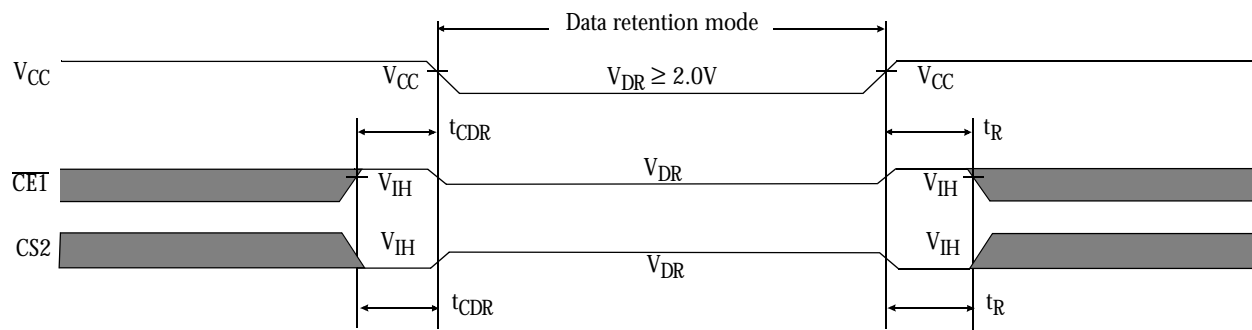 Data retention mode
VCC VCC VDR ≥ 2.0V VCC
tCDR tR
CE1 VIH VDR VIH
CS2 VIH VDR VIH
tCDR tR